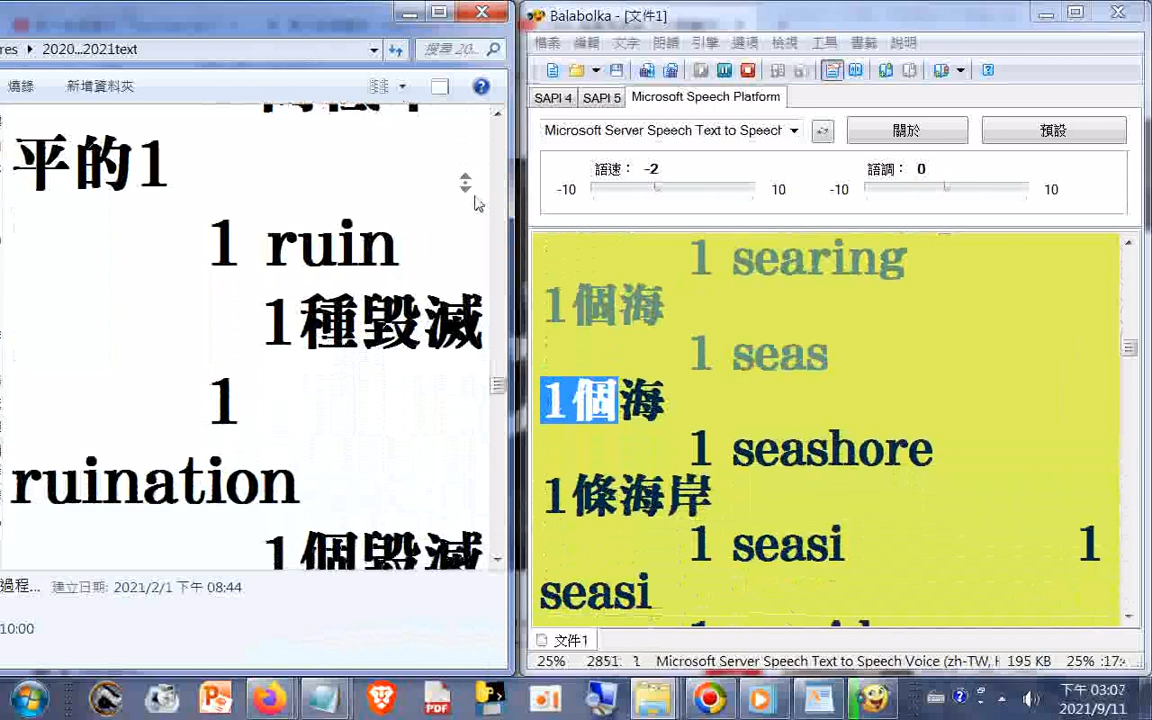 res ▸ 2020...2021text
搜尋 20...
燒錄 新增資料夾
平的1
1 ruin
1種毀滅
1
ruination
1個毀滅
過程... 建立日期: 2021/2/1 下午 08:44
10:00
Balabolka - [文件1]
檔案 編輯 文字 朗讀 引擎 選項 檢視 工具 書籤 說明
SAPI 4 SAPI 5 Microsoft Speech Platform
Microsoft Server Speech Text to Speech 關於 預設
語速： -2 語調： 0
-10 10 -10 10
1 searing
1個海
1 seas
1個海
1 seashore
1條海岸
1 seasi 1
seasi
文件1
25% 2851: 1 Microsoft Server Speech Text to Speech Voice (zh-TW, H 195 KB 25% :17:
PDF
下午 03:07
2021/9/11